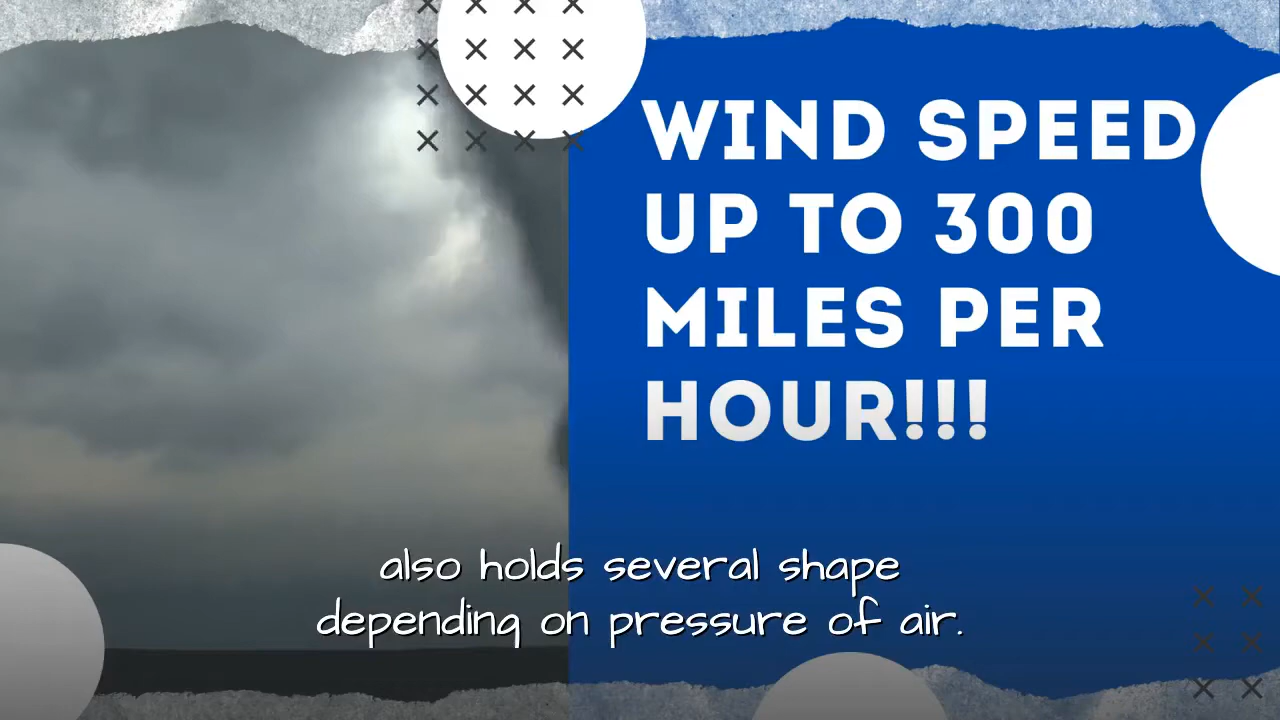 WIND SPEED
UP TO 300
MILES PER
HOUR!!!
also holds several shape
depending on pressure of air.